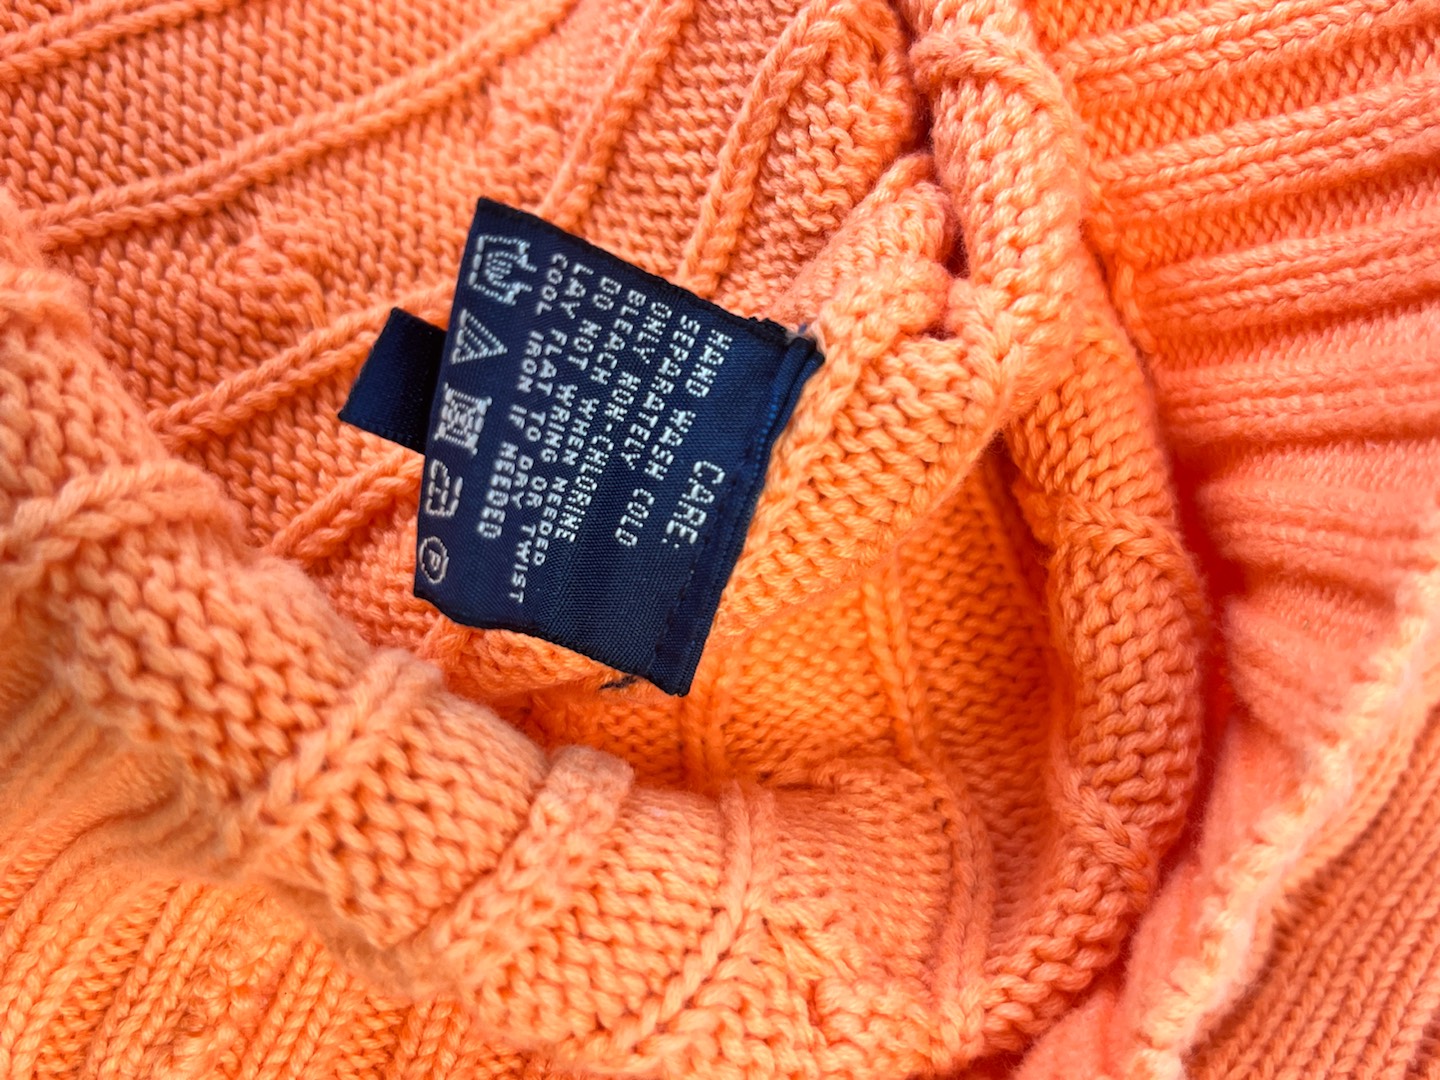 CARE:
HAND WASH COLD
SEPARATELY
ONLY NON-CHLORINE
BLEACH WHEN NEEDED
DO NOT WRING OR TWIST
LAY FLAT TO DRY
COOL IRON IF NEEDED
P